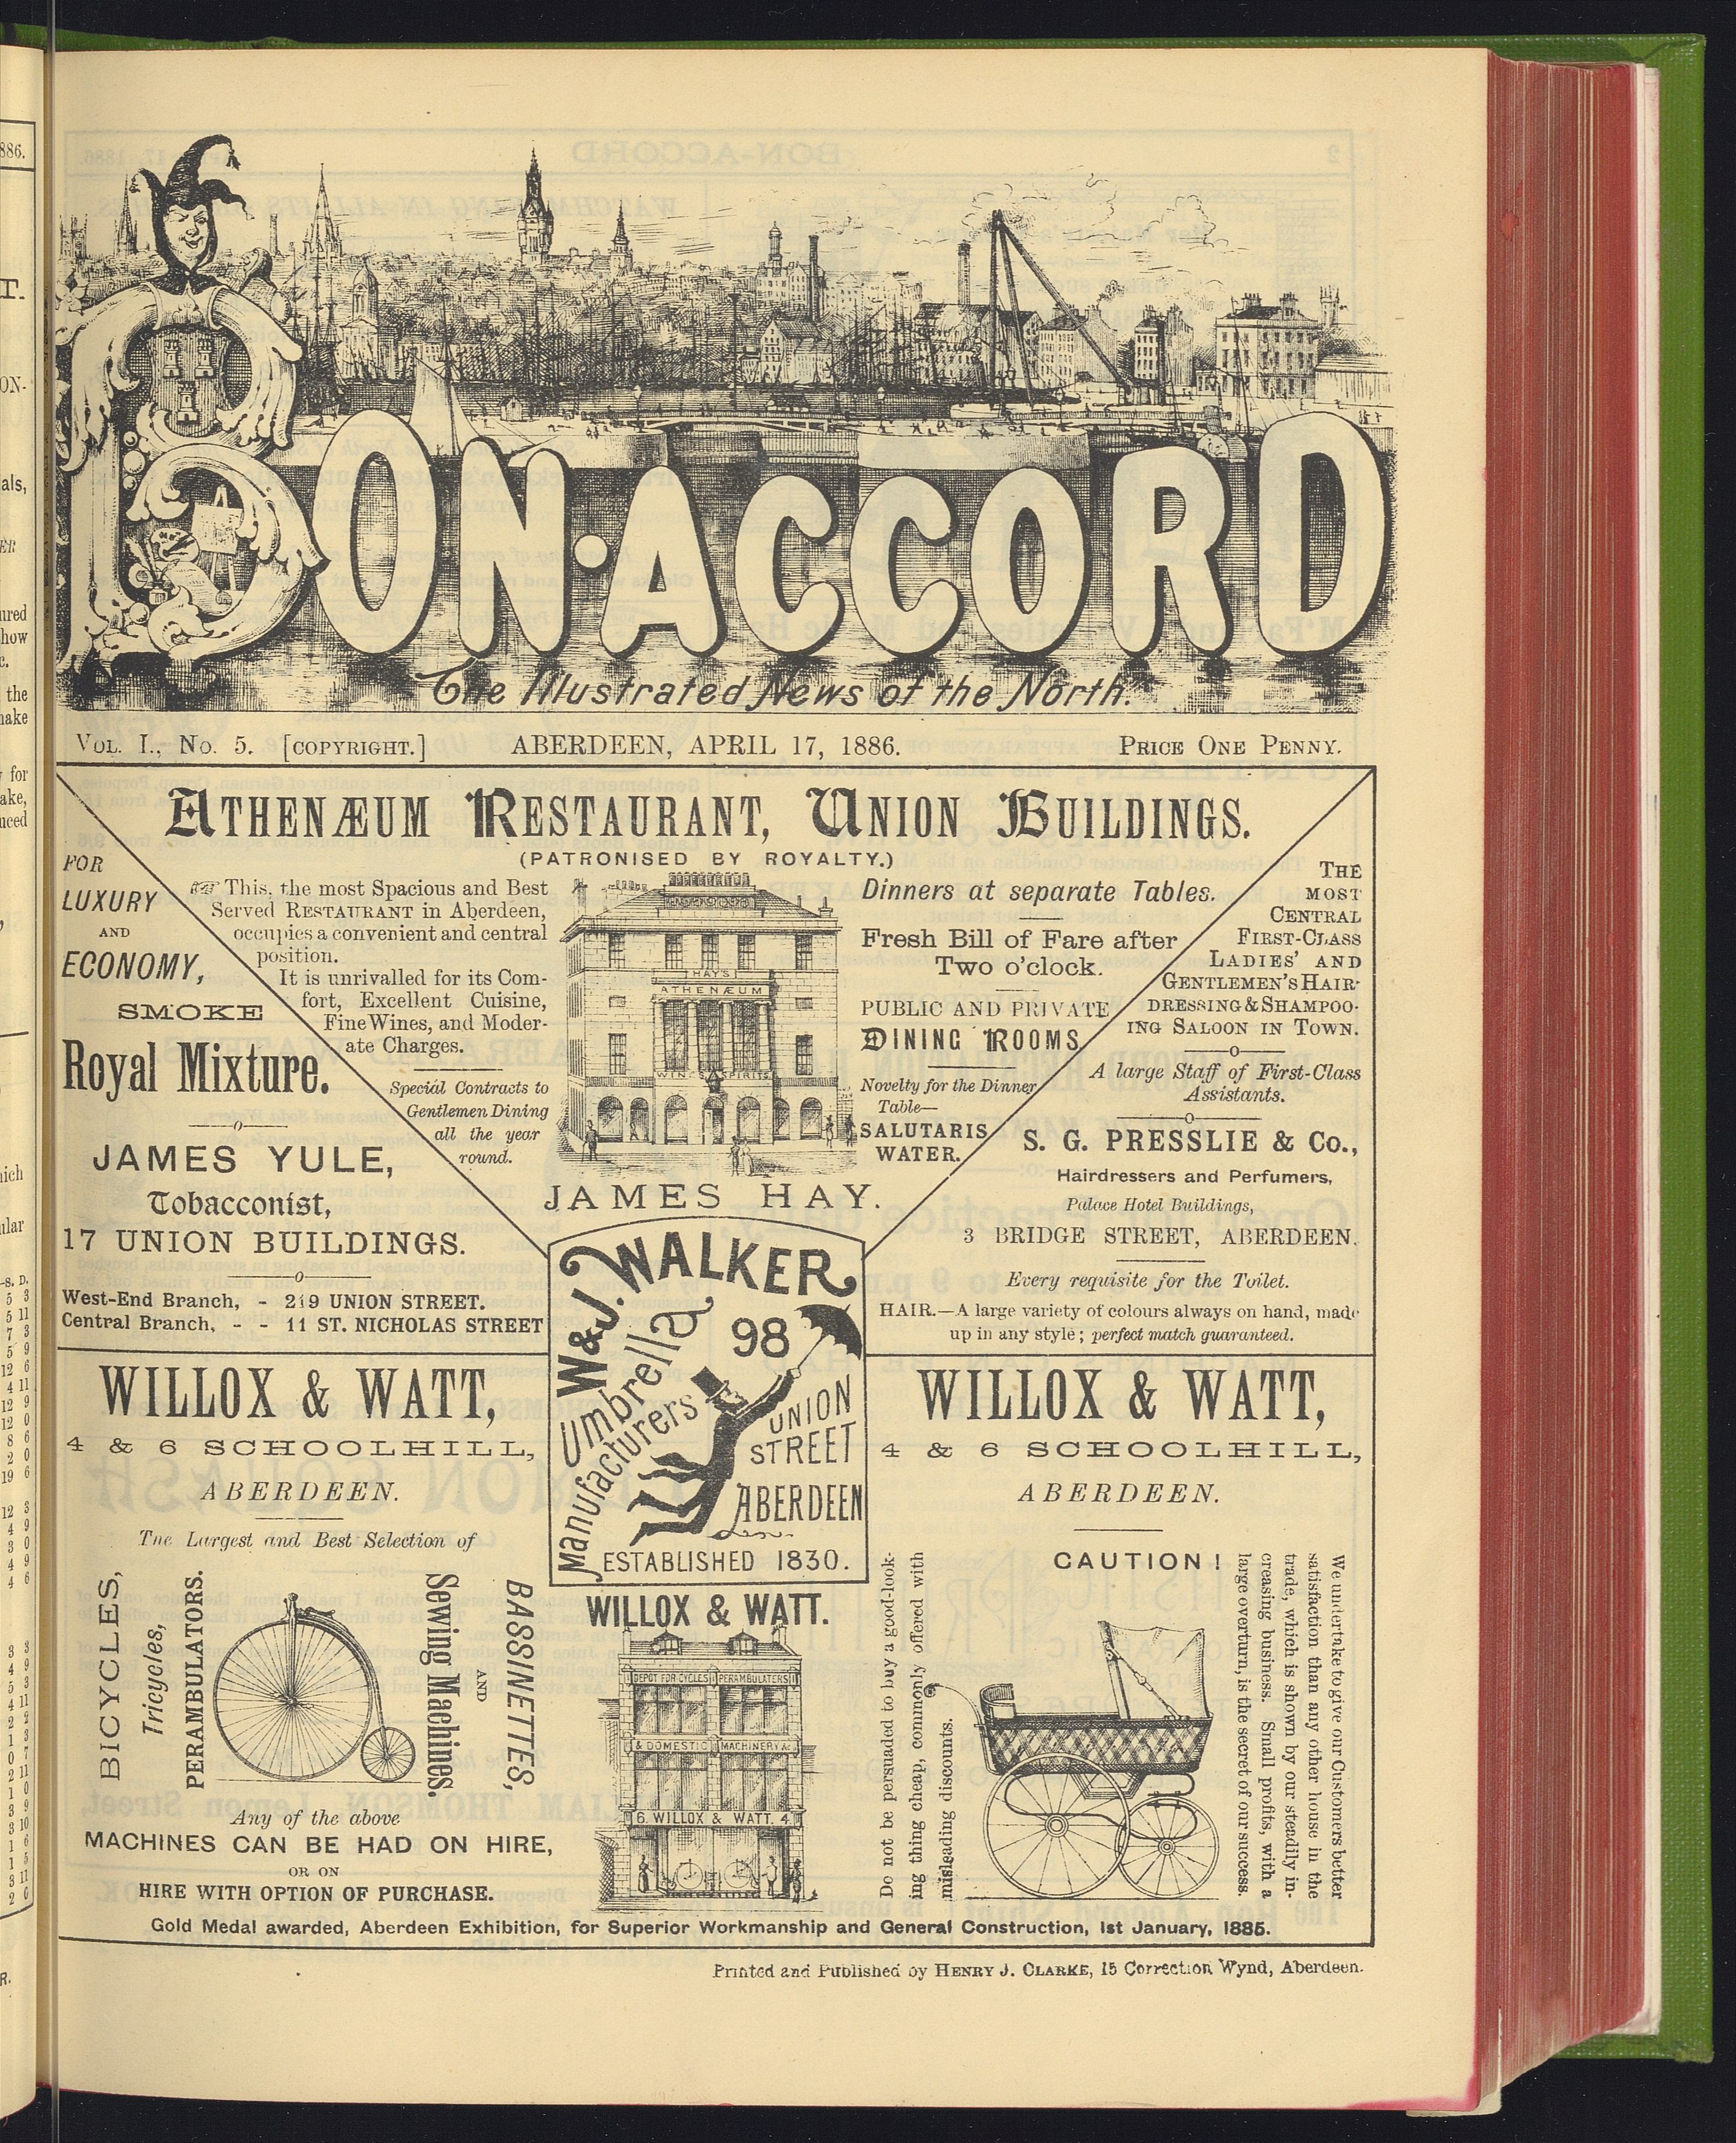 BON-ACCORD
The Illustrated News of the North.
VOL. I., NO. 5. [COPYRIGHT.] ABERDEEN, APRIL 17, 1886. PRICE ONE PENNY.
ATHENÆUM RESTAURANT, UNION BUILDINGS.
(PATRONISED BY ROYALTY.)
☞ This, the most Spacious and Best
Served RESTAURANT in Aberdeen,
occupies a convenient and central
position.
It is unrivalled for its Com-
fort, Excellent Cuisine,
Fine Wines, and Moder-
ate Charges.
Special Contracts to
Gentlemen Dining
all the year
round.
HAY'S
ATHENÆUM
WINES & SPIRITS
Dinners at separate Tables.
Fresh Bill of Fare after
Two o'clock.
PUBLIC AND PRIVATE
DINING ROOMS
Novelty for the Dinner
Table—
SALUTARIS
WATER.
JAMES HAY.
FOR
LUXURY
AND
ECONOMY,
SMOKE
Royal Mixture.
JAMES YULE,
Tobacconist,
17 UNION BUILDINGS.
West-End Branch, - 219 UNION STREET.
Central Branch, - - 11 ST. NICHOLAS STREET
THE
MOST
CENTRAL
FIRST-CLASS
LADIES' AND
GENTLEMEN'S HAIR-
DRESSING & SHAMPOO-
ING SALOON IN TOWN.
A large Staff of First-Class
Assistants.
S. G. PRESSLIE & Co.,
Hairdressers and Perfumers,
Palace Hotel Buildings,
3 BRIDGE STREET, ABERDEEN.
Every requisite for the Toilet.
HAIR.—A large variety of colours always on hand, made
up in any style; perfect match guaranteed.
W & J. WALKER
Umbrella
Manufacturers
98
UNION
STREET
ABERDEEN
ESTABLISHED 1830.
WILLOX & WATT,
4 & 6 SCHOOLHILL,
ABERDEEN.
The Largest and Best Selection of
BICYCLES,
Tricycles,
PERAMBULATORS.
BASSINETTES,
AND
Sewing Machines.
Any of the above
MACHINES CAN BE HAD ON HIRE,
OR ON
HIRE WITH OPTION OF PURCHASE.
WILLOX & WATT.
DEPOT FOR CYCLES PERAMBULATERS
& DOMESTIC MACHINERY &c
6. WILLOX & WATT. 4.
WILLOX & WATT,
4 & 6 SCHOOLHILL,
ABERDEEN.
CAUTION!
Do not be persuaded to buy a good-look-
ing thing cheap, commonly offered with
misleading discounts.
We undertake to give our Customers better
satisfaction than any other house in the
trade, which is shown by our steadily in-
creasing business. Small profits, with a
large overturn, is the secret of our success.
Gold Medal awarded, Aberdeen Exhibition, for Superior Workmanship and General Construction, 1st January, 1885.
Printed and Published by HENRY J. CLARKE, 15 Correction Wynd, Aberdeen.